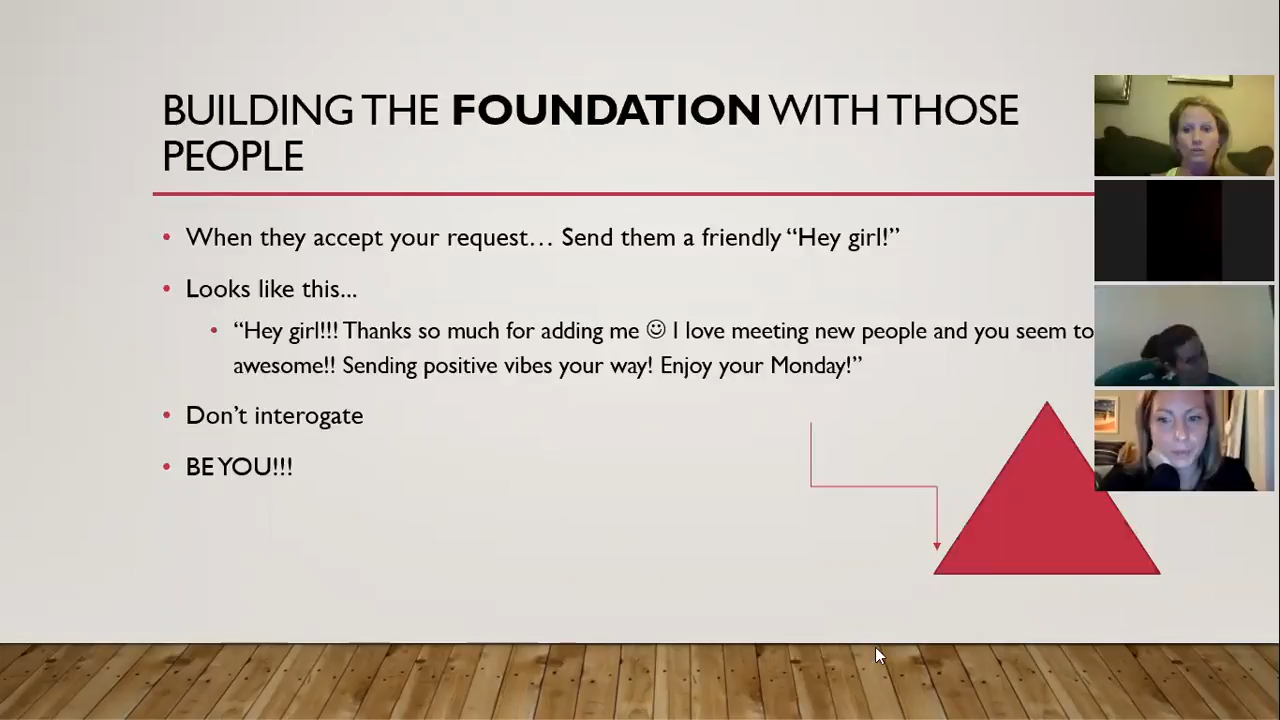 BUILDING THE FOUNDATION WITH THOSE
PEOPLE
When they accept your request… Send them a friendly “Hey girl!”
Looks like this...
“Hey girl!!! Thanks so much for adding me ☺ I love meeting new people and you seem to
awesome!! Sending positive vibes your way! Enjoy your Monday!”
Don’t interogate
BE YOU!!!